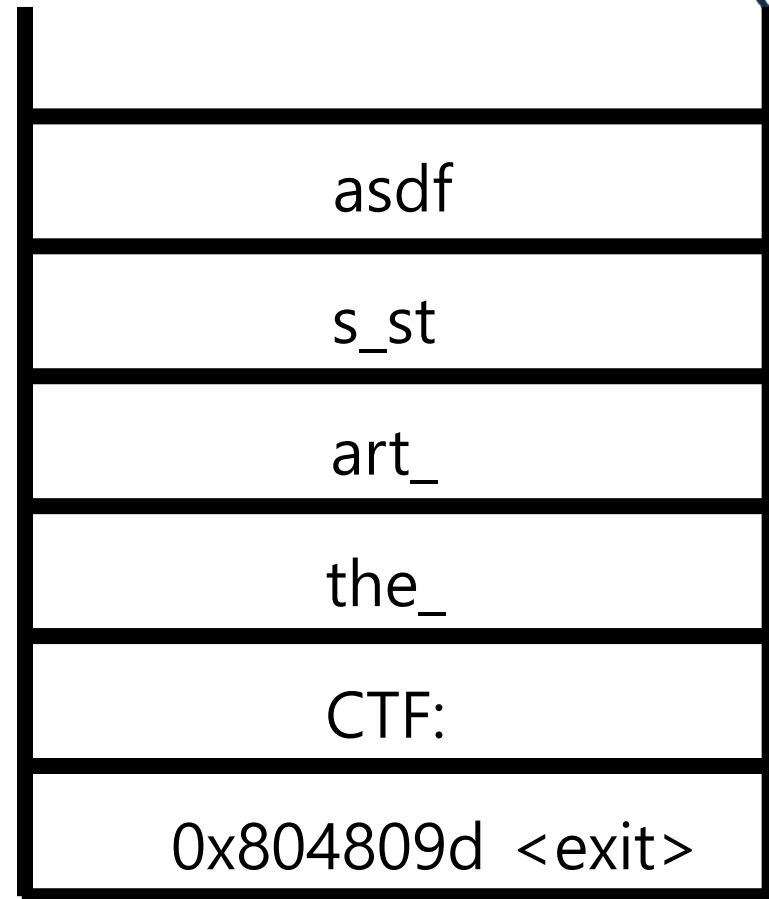 asdf
s_st
art_
the_
CTF:
0x804809d <exit>